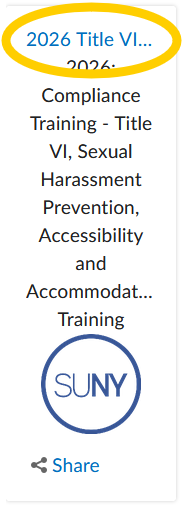 2026 Title VI...
2026:
Compliance
Training - Title
VI, Sexual
Harassment
Prevention,
Accessibility
and
Accommodat...
Training
SUNY
Share